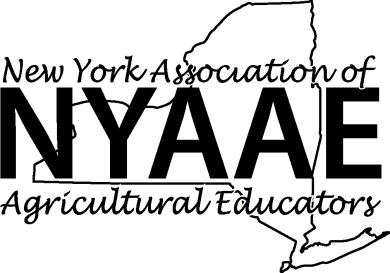 New York Association of
NYAAE
Agricultural Educators